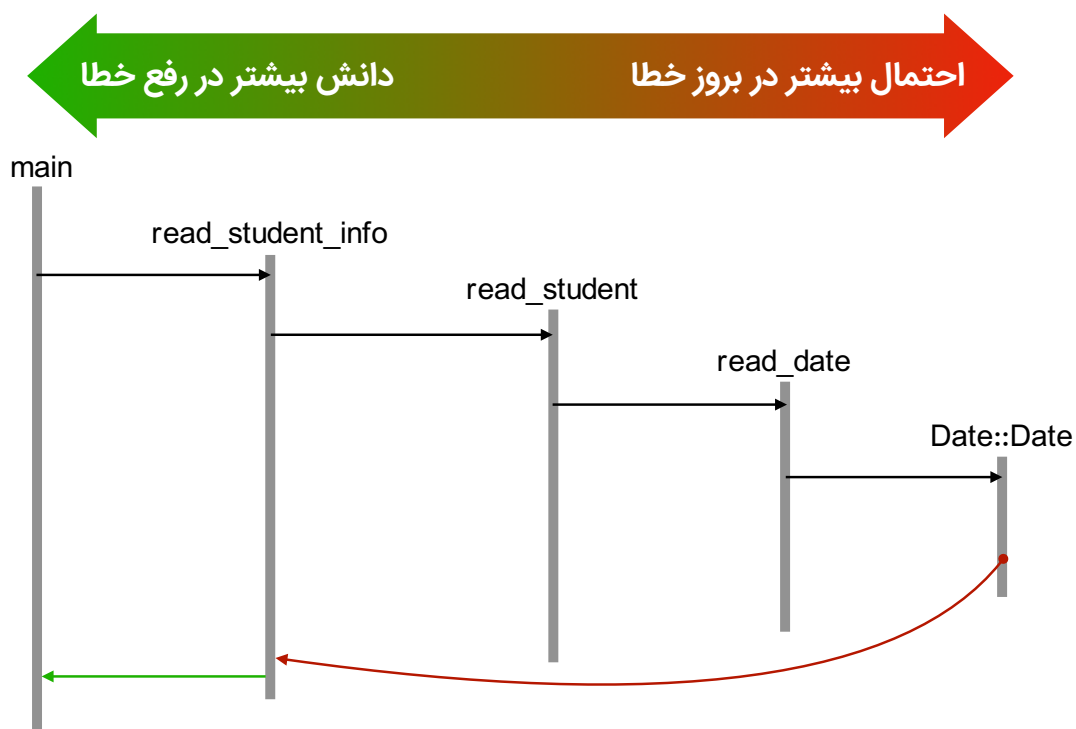 احتمال بیشتر در بروز خطا
دانش بیشتر در رفع خطا
main
read_student_info
read_student
read_date
Date::Date